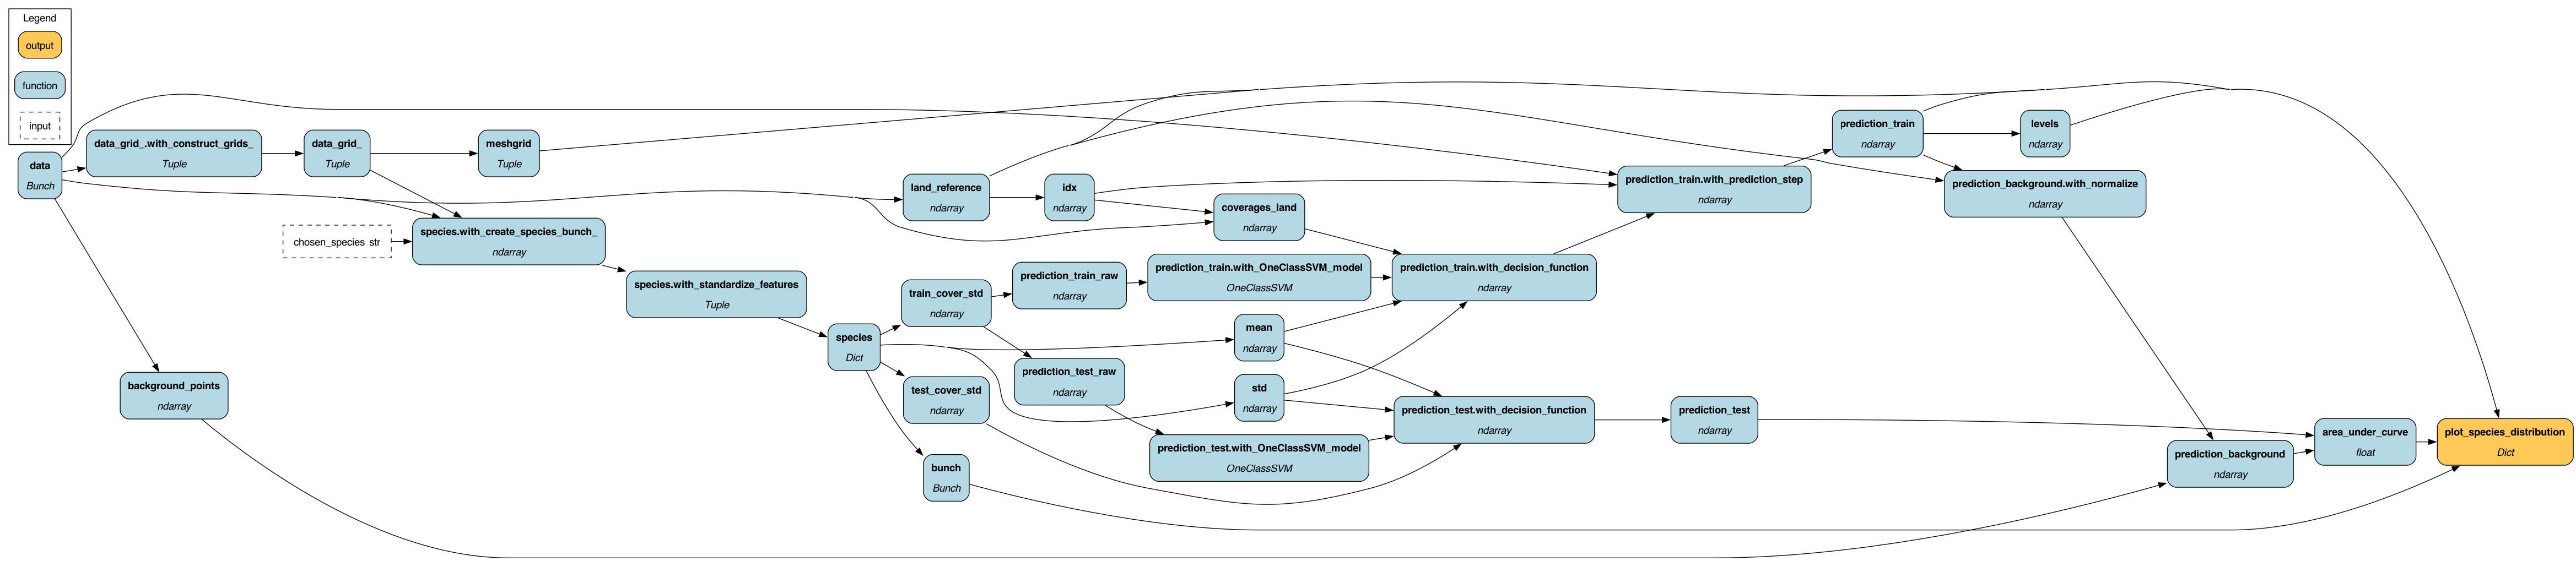 Legend
output
function
input
data
Bunch
data_grid_.with_construct_grids_
Tuple
data_grid_
Tuple
meshgrid
Tuple
chosen_species str
species.with_create_species_bunch_
ndarray
species.with_standardize_features
Tuple
background_points
ndarray
species
Dict
land_reference
ndarray
train_cover_std
ndarray
test_cover_std
ndarray
bunch
Bunch
idx
ndarray
prediction_train_raw
ndarray
prediction_test_raw
ndarray
coverages_land
ndarray
prediction_train.with_OneClassSVM_model
OneClassSVM
mean
ndarray
std
ndarray
prediction_test.with_OneClassSVM_model
OneClassSVM
prediction_train.with_decision_function
ndarray
prediction_test.with_decision_function
ndarray
prediction_train.with_prediction_step
ndarray
prediction_test
ndarray
prediction_train
ndarray
levels
ndarray
prediction_background.with_normalize
ndarray
prediction_background
ndarray
area_under_curve
float
plot_species_distribution
Dict